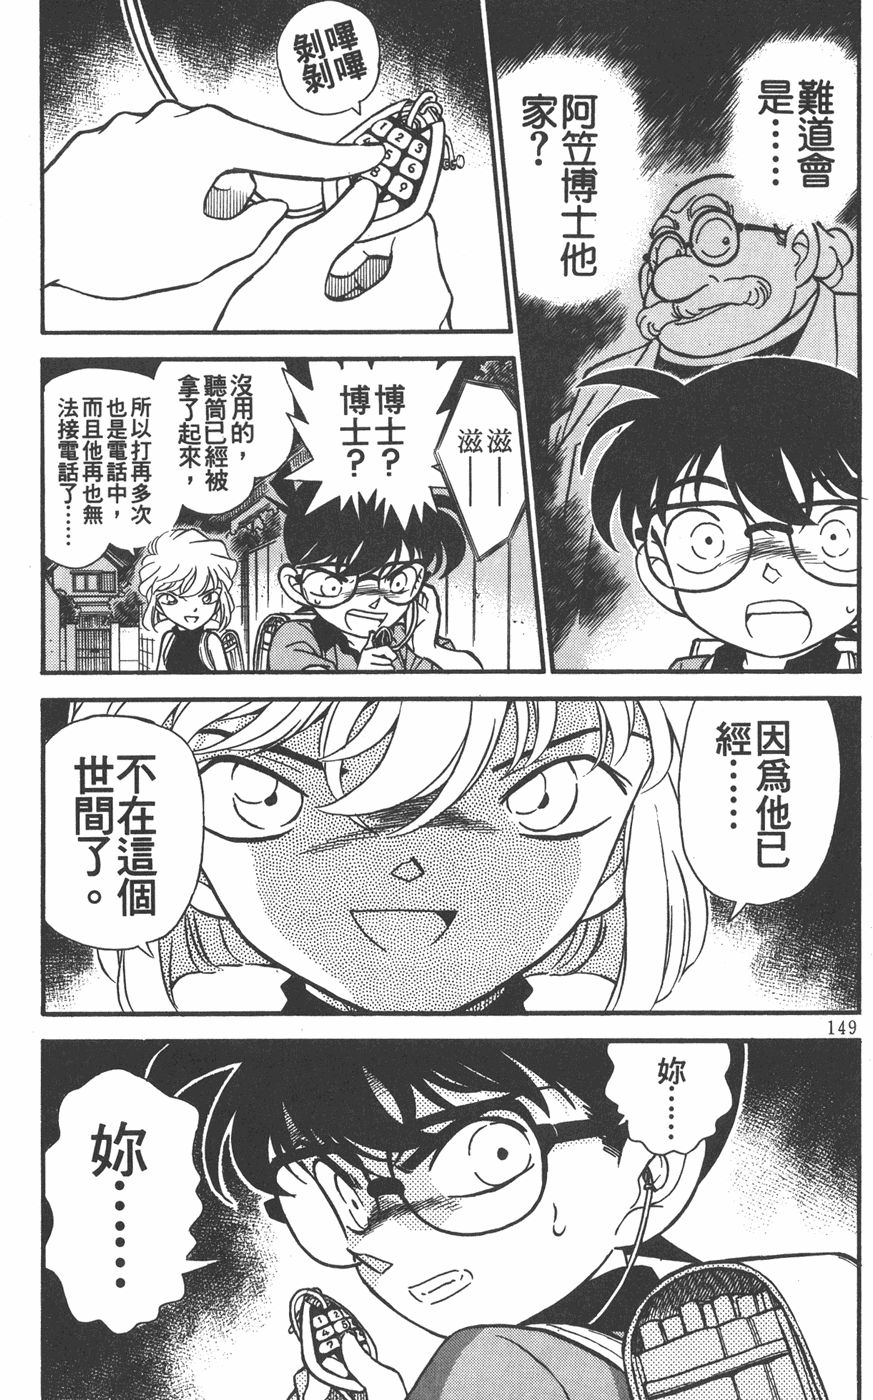 難道會
是……
阿笠博士他
家？
剝嗶
剝嗶
滋——
滋——
博士？
博士？
沒用的，
聽筒已經被
拿了起來，
所以打再多次
也是電話中，
而且他再也無
法接電話了……
因爲他已
經……
不在這個
世間了。
149
妳……
妳……